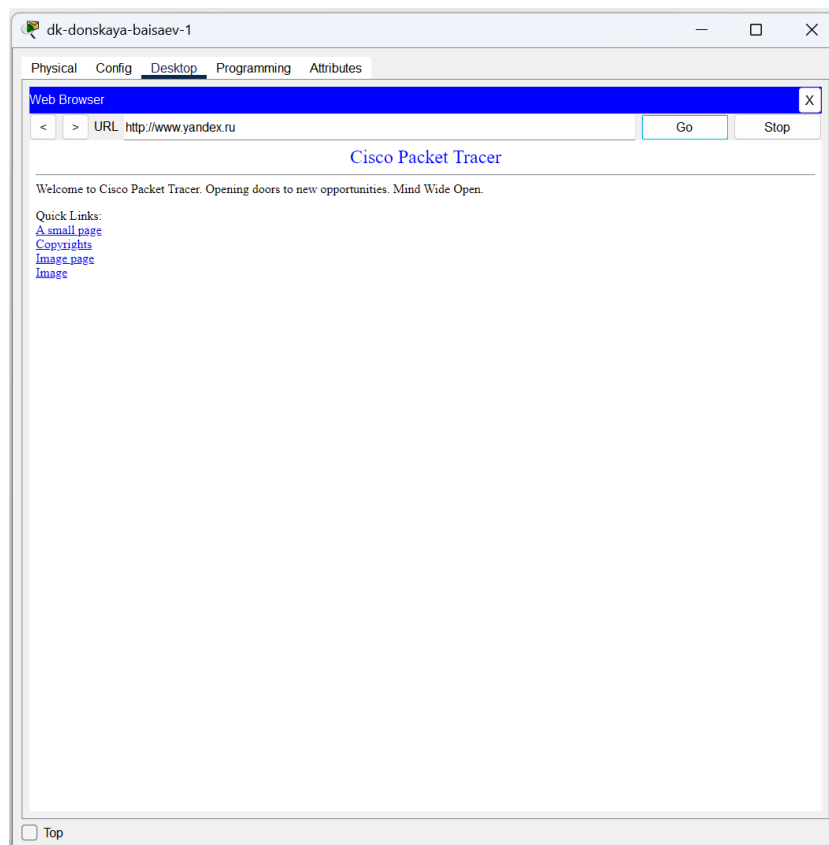 dk-donskaya-baisaev-1
Physical Config Desktop Programming Attributes
Web Browser X
< > URL http://www.yandex.ru Go Stop
Cisco Packet Tracer
Welcome to Cisco Packet Tracer. Opening doors to new opportunities. Mind Wide Open.
Quick Links:
A small page
Copyrights
Image page
Image
Top